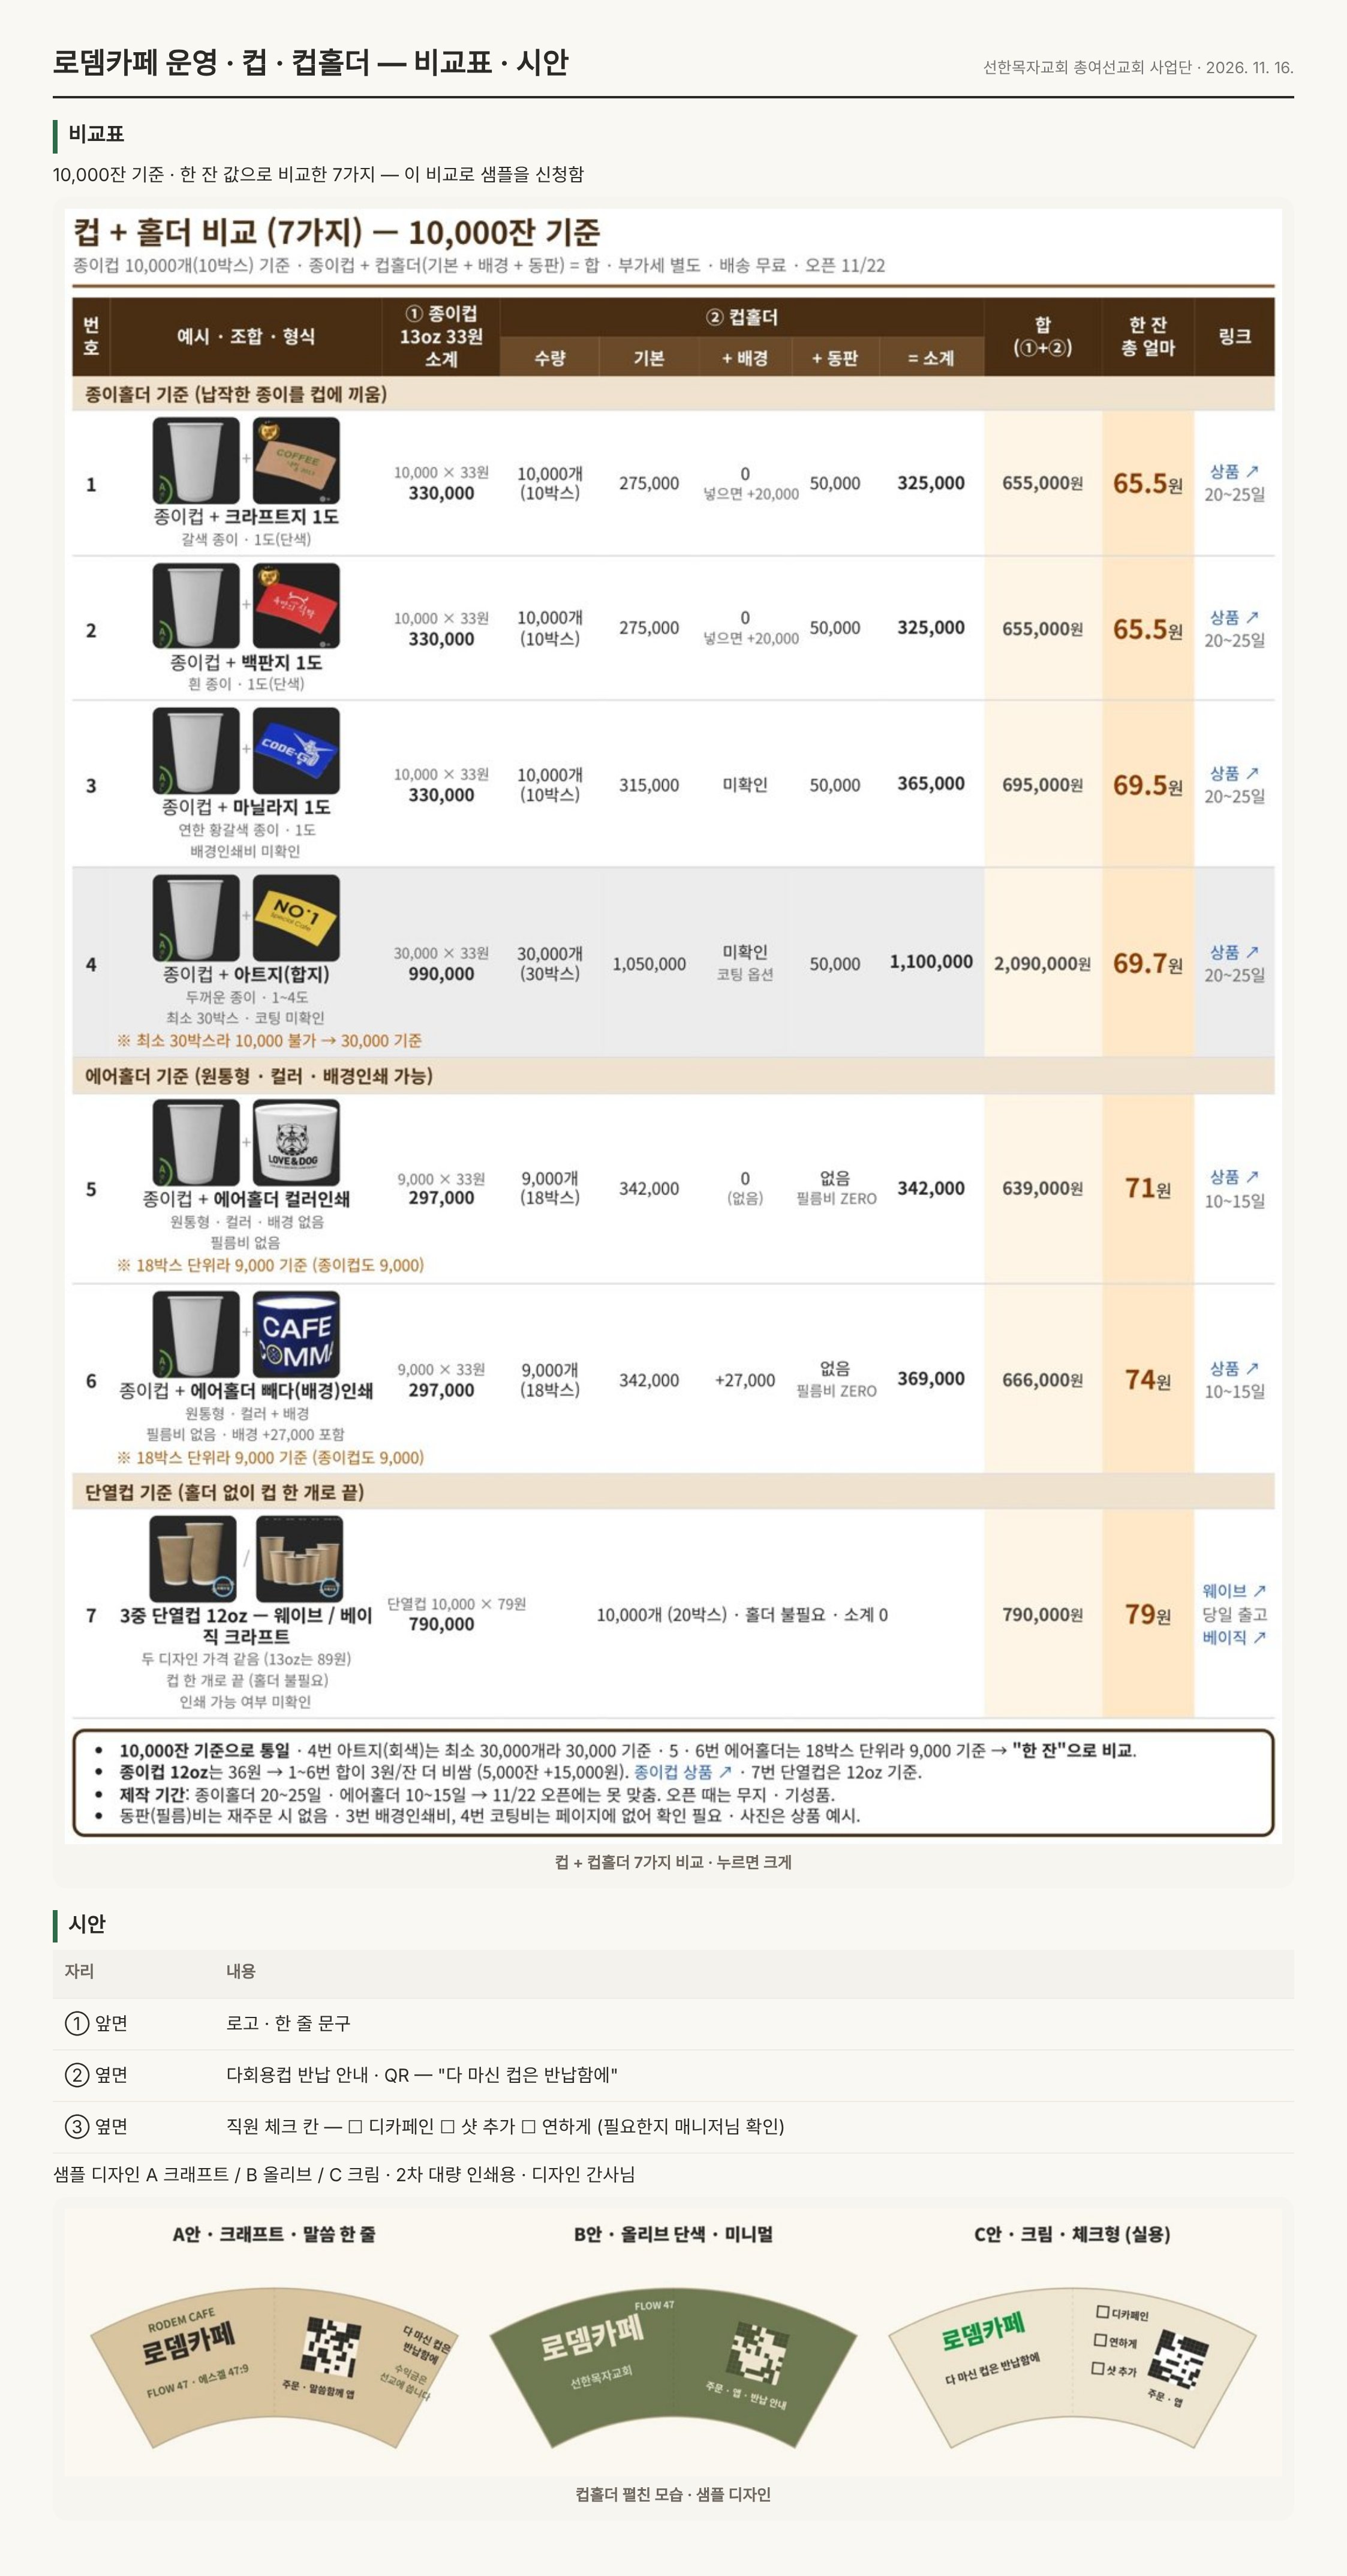 로뎀카페 운영 · 컵 · 컵홀더 — 비교표 · 시안
선한목자교회 총여선교회 사업단 · 2026. 11. 16.
비교표
10,000잔 기준 · 한 잔 값으로 비교한 7가지 — 이 비교로 샘플을 신청함
컵 + 홀더 비교 (7가지) — 10,000잔 기준
종이컵 10,000개(10박스) 기준 · 종이컵 + 컵홀더(기본 + 배경 + 동판) = 합 · 부가세 별도 · 배송 무료 · 오픈 11/22
번호
예시 · 조합 · 형식
① 종이컵
13oz 33원
소계
② 컵홀더
수량
기본
+ 배경
+ 동판
= 소계
합
(①+②)
한 잔
총 얼마
링크
종이홀더 기준 (납작한 종이를 컵에 끼움)
1
COFFEE
종이컵 + 크라프트지 1도
갈색 종이 · 1도(단색)
10,000 × 33원
330,000
10,000개
(10박스)
275,000
0
넣으면 +20,000
50,000
325,000
655,000원
65.5원
상품 ↗
20~25일
2
종이컵 + 백판지 1도
흰 종이 · 1도(단색)
10,000 × 33원
330,000
10,000개
(10박스)
275,000
0
넣으면 +20,000
50,000
325,000
655,000원
65.5원
상품 ↗
20~25일
3
종이컵 + 마닐라지 1도
연한 황갈색 종이 · 1도
배경인쇄비 미확인
10,000 × 33원
330,000
10,000개
(10박스)
315,000
미확인
50,000
365,000
695,000원
69.5원
상품 ↗
20~25일
4
NO°1
Special Cafe
종이컵 + 아트지(합지)
두꺼운 종이 · 1~4도
최소 30박스 · 코팅 미확인
※ 최소 30박스라 10,000 불가 → 30,000 기준
30,000 × 33원
990,000
30,000개
(30박스)
1,050,000
미확인
코팅 옵션
50,000
1,100,000
2,090,000원
69.7원
상품 ↗
20~25일
에어홀더 기준 (원통형 · 컬러 · 배경인쇄 가능)
5
LOVE&DOG
종이컵 + 에어홀더 컬러인쇄
원통형 · 컬러 · 배경 없음
필름비 없음
※ 18박스 단위라 9,000 기준 (종이컵도 9,000)
9,000 × 33원
297,000
9,000개
(18박스)
342,000
0
(없음)
없음
필름비 ZERO
342,000
639,000원
71원
상품 ↗
10~15일
6
CAFE
COMMA
종이컵 + 에어홀더 빼다(배경)인쇄
원통형 · 컬러 + 배경
필름비 없음 · 배경 +27,000 포함
※ 18박스 단위라 9,000 기준 (종이컵도 9,000)
9,000 × 33원
297,000
9,000개
(18박스)
342,000
+27,000
없음
필름비 ZERO
369,000
666,000원
74원
상품 ↗
10~15일
단열컵 기준 (홀더 없이 컵 한 개로 끝)
7
3중 단열컵 12oz — 웨이브 / 베이
직 크라프트
두 디자인 가격 같음 (13oz는 89원)
컵 한 개로 끝 (홀더 불필요)
인쇄 가능 여부 미확인
단열컵 10,000 × 79원
790,000
10,000개 (20박스) · 홀더 불필요 · 소계 0
790,000원
79원
웨이브 ↗
당일 출고
베이직 ↗
• 10,000잔 기준으로 통일 · 4번 아트지(회색)는 최소 30,000개라 30,000 기준 · 5 · 6번 에어홀더는 18박스 단위라 9,000 기준 → "한 잔"으로 비교.
• 종이컵 12oz는 36원 → 1~6번 합이 3원/잔 더 비쌈 (5,000잔 +15,000원). 종이컵 상품 ↗ · 7번 단열컵은 12oz 기준.
• 제작 기간: 종이홀더 20~25일 · 에어홀더 10~15일 → 11/22 오픈에는 못 맞춤. 오픈 때는 무지 · 기성품.
• 동판(필름)비는 재주문 시 없음 · 3번 배경인쇄비, 4번 코팅비는 페이지에 없어 확인 필요 · 사진은 상품 예시.
컵 + 컵홀더 7가지 비교 · 누르면 크게
시안
자리 내용
① 앞면 로고 · 한 줄 문구
② 옆면 다회용컵 반납 안내 · QR — "다 마신 컵은 반납함에"
③ 옆면 직원 체크 칸 — ☐ 디카페인 ☐ 샷 추가 ☐ 연하게 (필요한지 매니저님 확인)
샘플 디자인 A 크래프트 / B 올리브 / C 크림 · 2차 대량 인쇄용 · 디자인 간사님
A안 · 크래프트 · 말씀 한 줄
RODEM CAFE
로뎀카페
FLOW 47 · 에스겔 47:9
주문 · 말씀함께 앱
다 마신 컵은
반납함에
수익금은
선교에 씁니다
B안 · 올리브 단색 · 미니멀
FLOW 47
로뎀카페
선한목자교회
주문 · 앱 · 반납 안내
C안 · 크림 · 체크형 (실용)
로뎀카페
다 마신 컵은 반납함에
☐ 디카페인
☐ 연하게
☐ 샷 추가
주문 · 앱
컵홀더 펼친 모습 · 샘플 디자인